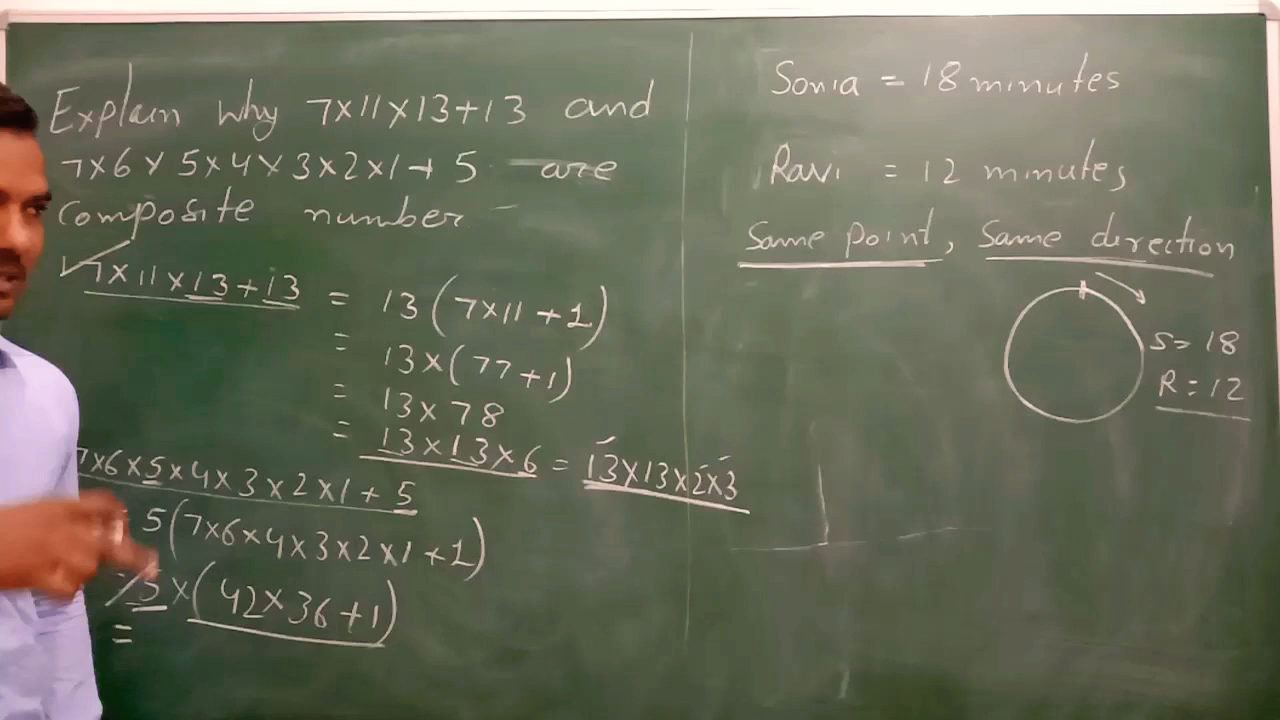 Explain why 7×11×13+13 and
7×6×5×4×3×2×1+5 are
Composite number
7×11×13+13 = 13(7×11+1)
= 13×(77+1)
= 13×78
= 13×13×6 = 13×13×2×3
7×6×5×4×3×2×1+5
5(7×6×4×3×2×1+1)
5×(42×36+1)
=
Sonia = 18 minutes
Ravi = 12 minutes
Same point, Same direction
S= 18
R=12